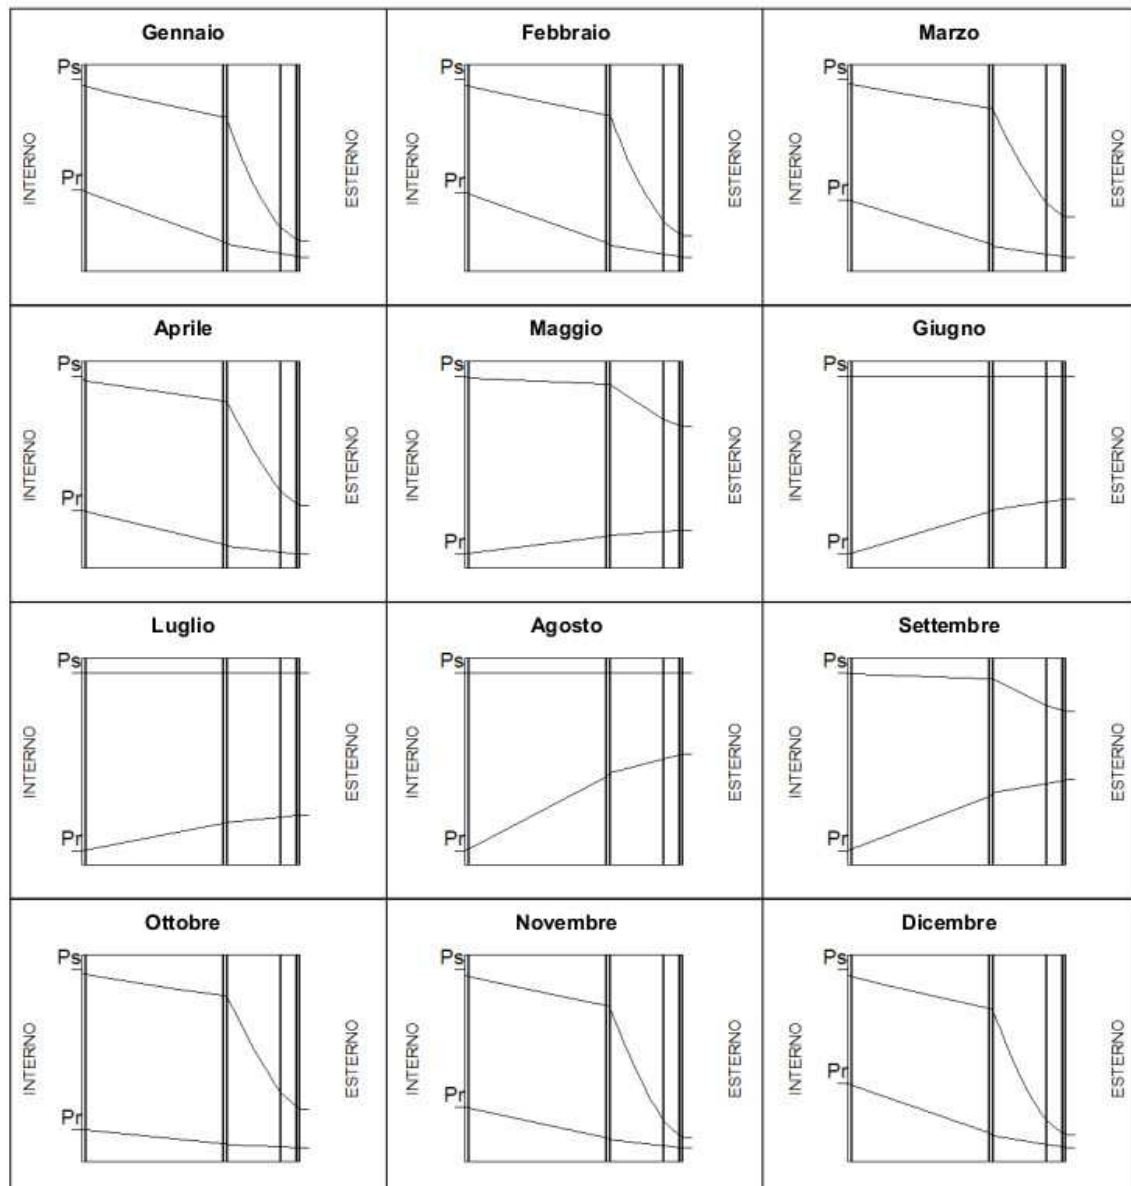 Gennaio Febbraio Marzo
Ps Ps Ps
INTERNO Pr ESTERNO INTERNO Pr ESTERNO INTERNO Pr ESTERNO
Aprile Maggio Giugno
Ps Ps Ps
INTERNO Pr ESTERNO INTERNO Pr ESTERNO INTERNO Pr ESTERNO
Luglio Agosto Settembre
Ps Ps Ps
INTERNO Pr ESTERNO INTERNO Pr ESTERNO INTERNO Pr ESTERNO
Ottobre Novembre Dicembre
Ps Ps Ps
INTERNO Pr ESTERNO INTERNO Pr ESTERNO INTERNO Pr ESTERNO